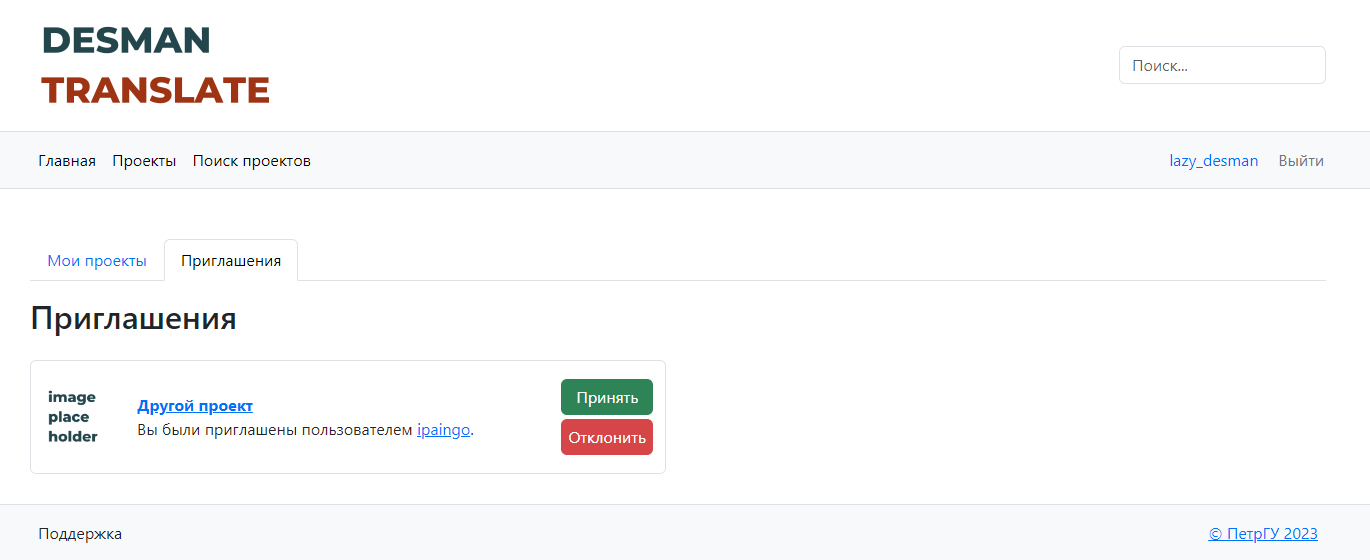 DESMAN
TRANSLATE
Поиск...
Главная Проекты Поиск проектов
lazy_desman Выйти
Мои проекты Приглашения
Приглашения
image
place
holder
Другой проект
Вы были приглашены пользователем ipaingo.
Принять
Отклонить
Поддержка
© ПетрГУ 2023